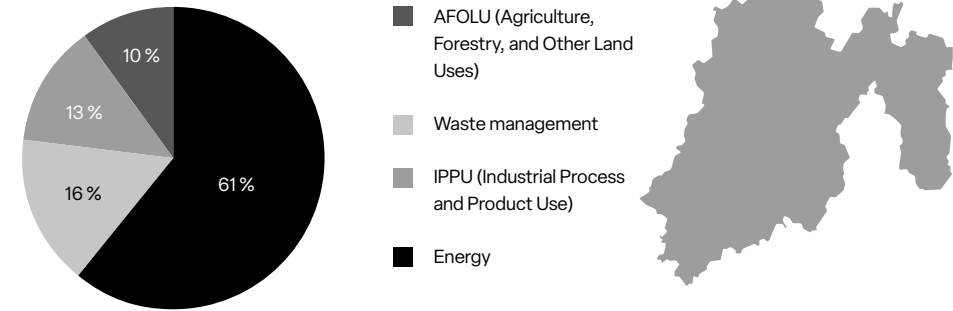 10 %
13 %
16 %
61 %
AFOLU (Agriculture,
Forestry, and Other Land
Uses)
Waste management
IPPU (Industrial Process
and Product Use)
Energy